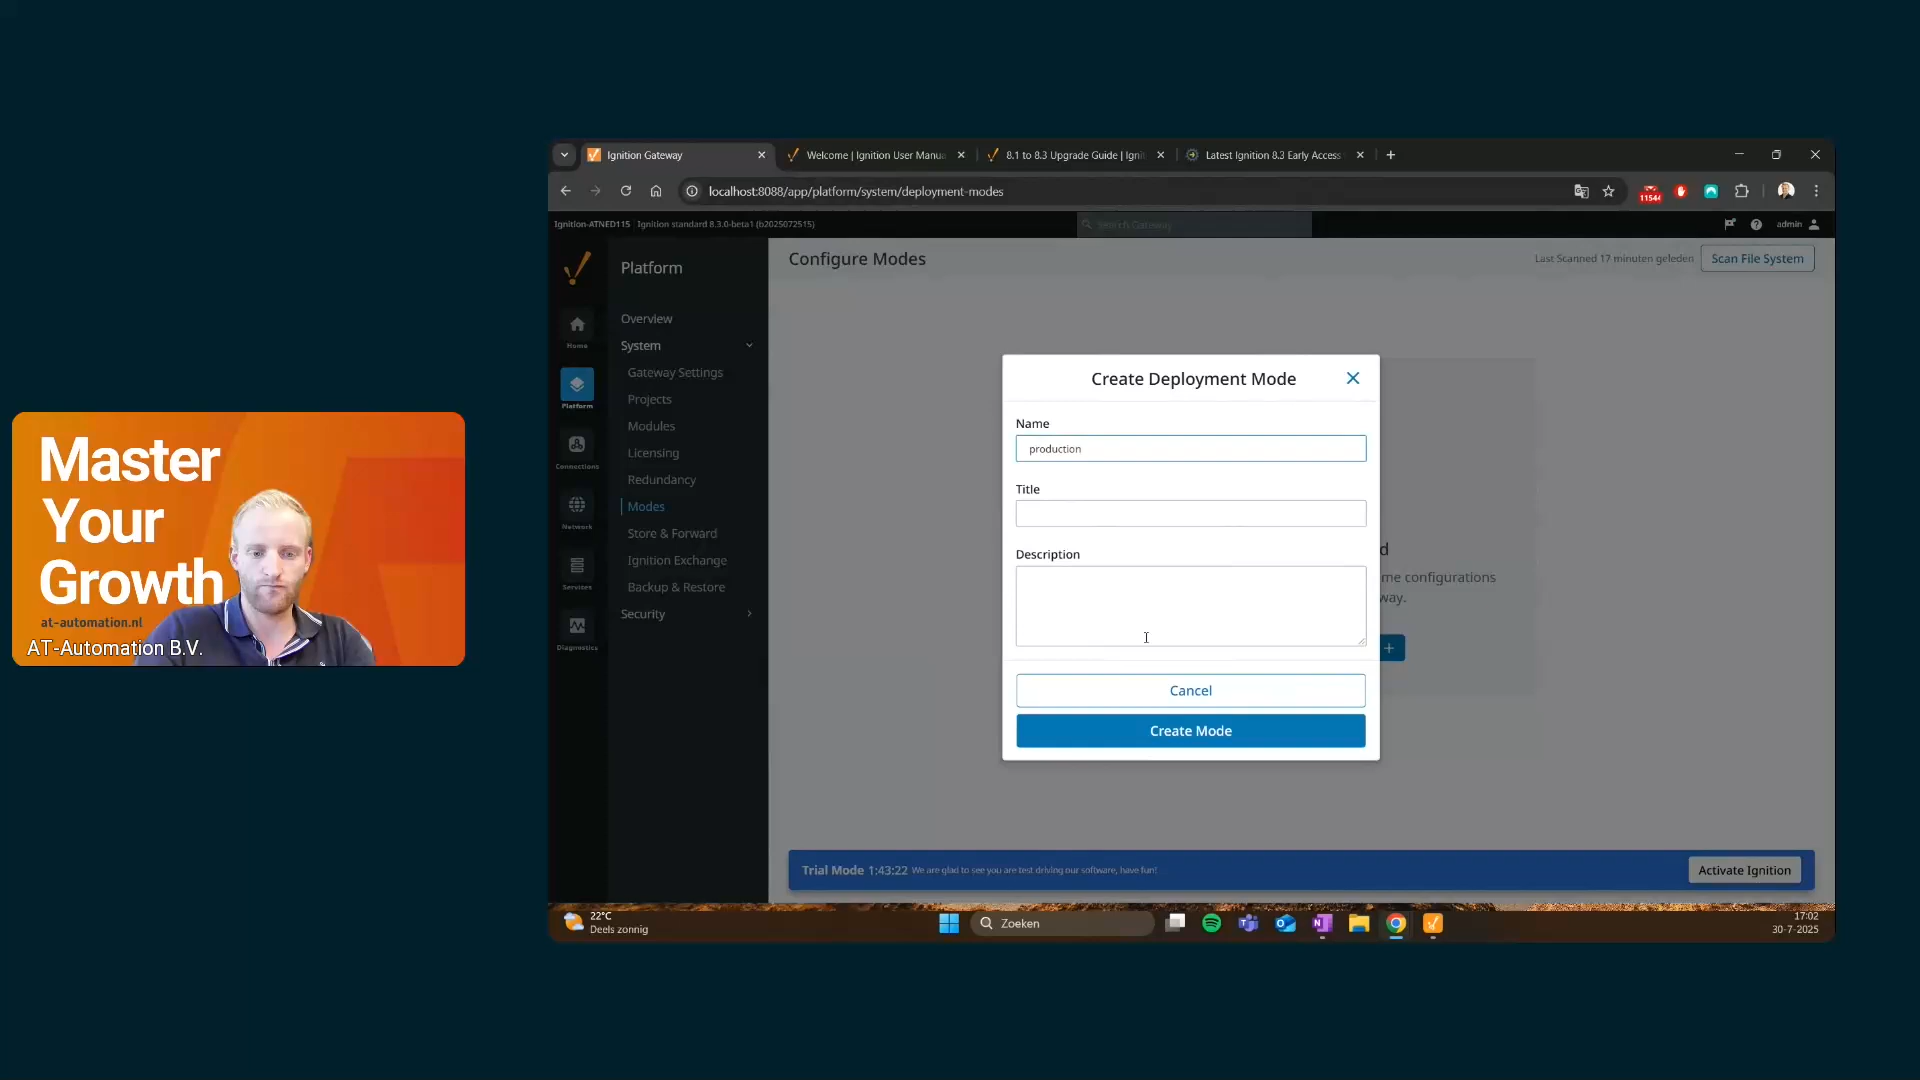 Master
Your
Growth
at-automation.nl
AT-Automation B.V.
Ignition Gateway
Welcome | Ignition User Manua
8.1 to 8.3 Upgrade Guide | Igni
Latest Ignition 8.3 Early Access
localhost:8088/app/platform/system/deployment-modes
11544
Ignition-ATNED115 | Ignition standard 8.3.0-beta1 (b2025072515)
Search Gateway
admin
Home
Platform
Connections
Network
Services
Diagnostics
Platform
Overview
System
Gateway Settings
Projects
Modules
Licensing
Redundancy
Modes
Store & Forward
Ignition Exchange
Backup & Restore
Security
Configure Modes
Last Scanned 17 minuten geleden
Scan File System
d
me configurations
way.
Create Deployment Mode
Name
production
Title
Description
Cancel
Create Mode
Trial Mode 1:43:22 We are glad to see you are test driving our software, have fun!
Activate Ignition
22°C
Deels zonnig
Zoeken
17:02
30-7-2025